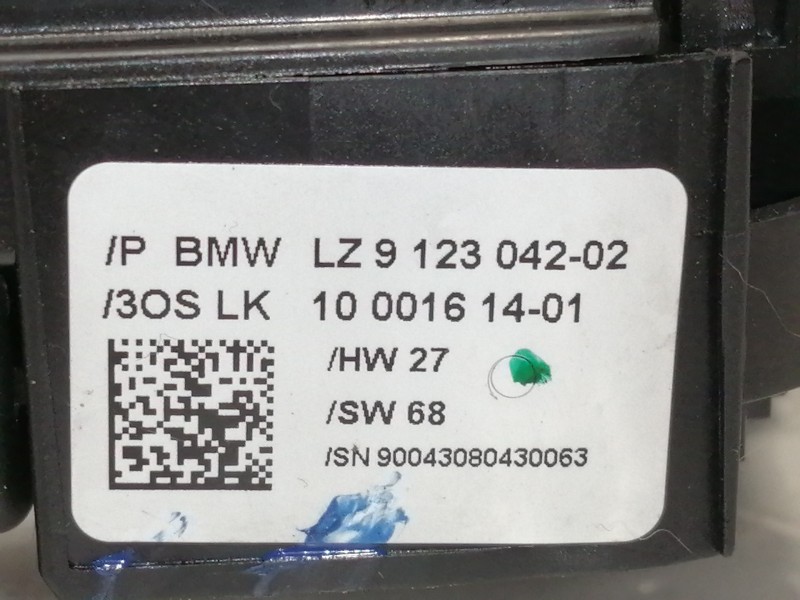 /P BMW LZ 9 123 042-02
/3OS LK 10 0016 14-01
/HW 27
/SW 68
/SN 90043080430063